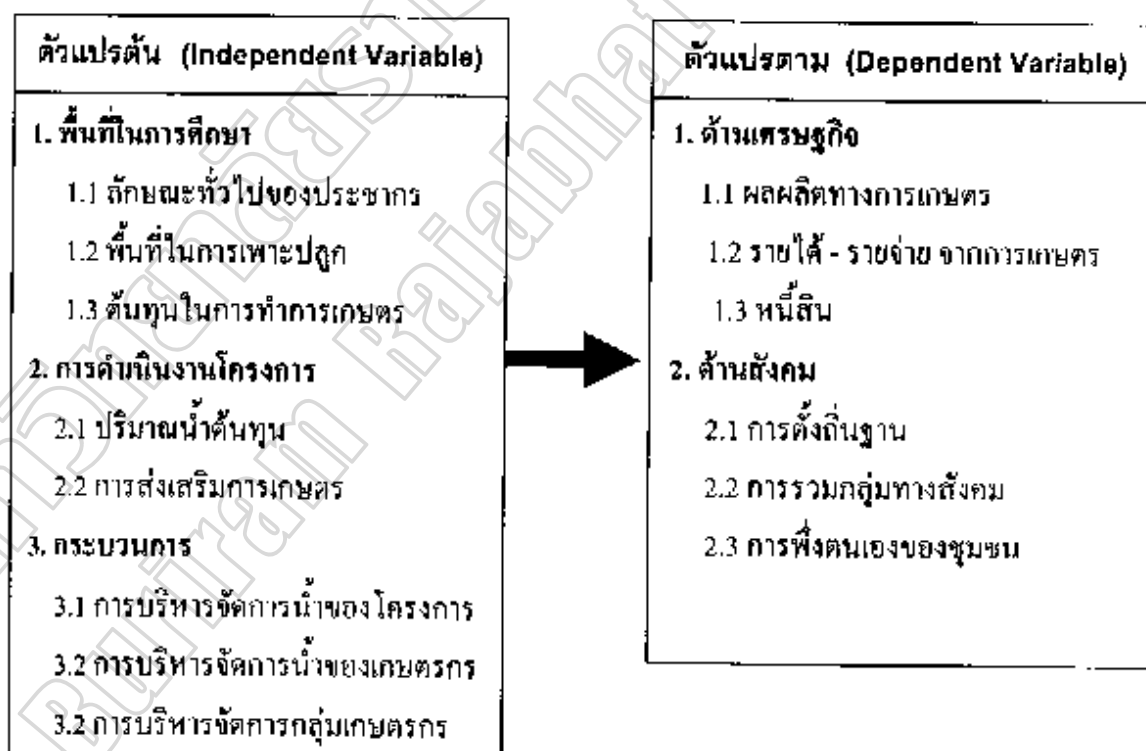 ตัวแปรต้น (Independent Variable)
1. พื้นที่ในการศึกษา
1.1 ลักษณะทั่วไปของประชากร
1.2 พื้นที่ในการเพาะปลูก
1.3 ต้นทุนในการทำการเกษตร
2. การดำเนินงานโครงการ
2.1 ปริมาณน้ำต้นทุน
2.2 การส่งเสริมการเกษตร
3. กระบวนการ
3.1 การบริหารจัดการน้ำของโครงการ
3.2 การบริหารจัดการน้ำของเกษตรกร
3.2 การบริหารจัดการกลุ่มเกษตรกร
ตัวแปรตาม (Dependent Variable)
1. ด้านเศรษฐกิจ
1.1 ผลผลิตทางการเกษตร
1.2 รายได้ - รายจ่าย จากการเกษตร
1.3 หนี้สิน
2. ด้านสังคม
2.1 การตั้งถิ่นฐาน
2.2 การรวมกลุ่มทางสังคม
2.3 การพึ่งตนเองของชุมชน
Buriram Rajabhat